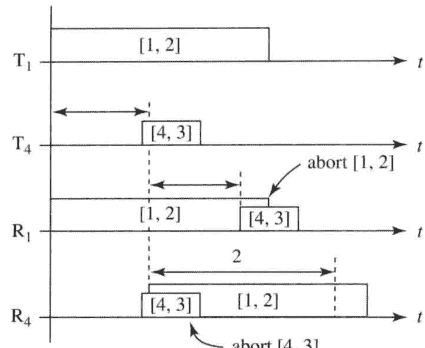 [1, 2]
T1
t
[4, 3]
T4
t
abort [1, 2]
[1, 2]
[4, 3]
R1
t
2
[4, 3]
[1, 2]
R4
t
abort [4, 3]